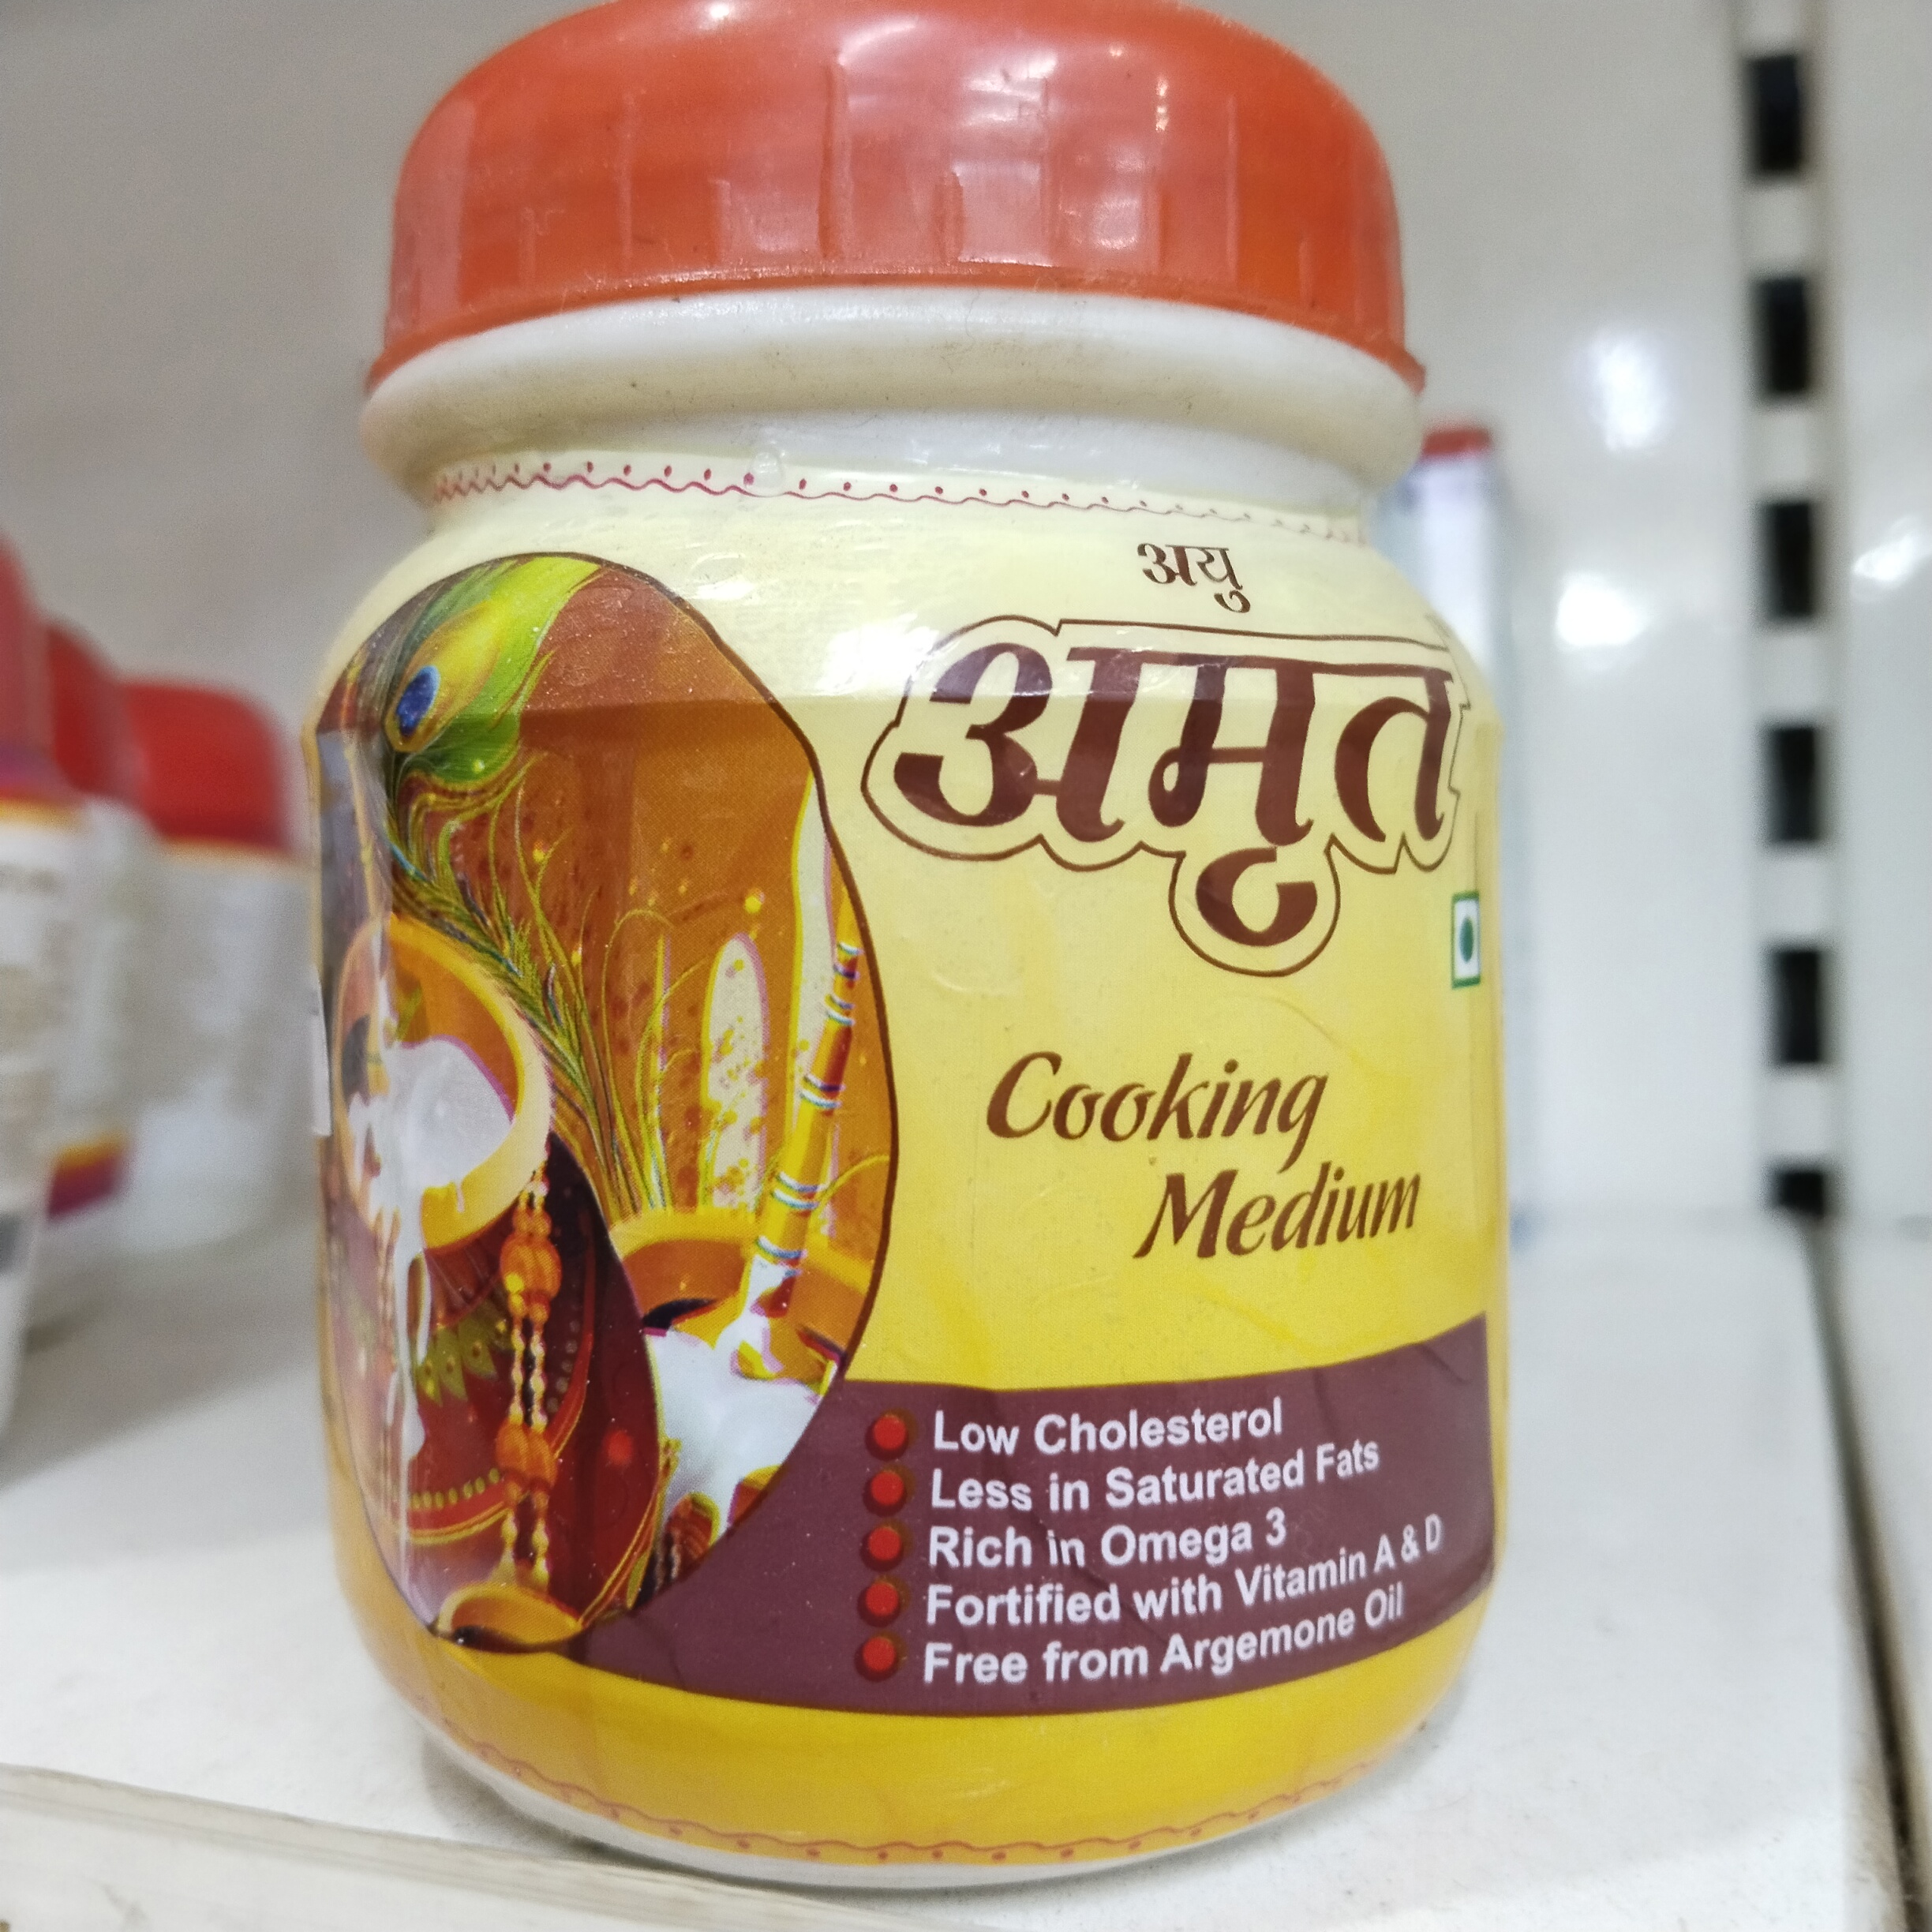 अयु
अमृत
Cooking
Medium
Low Cholesterol
Less in Saturated Fats
Rich in Omega 3
Fortified with Vitamin A & D
Free from Argemone Oil